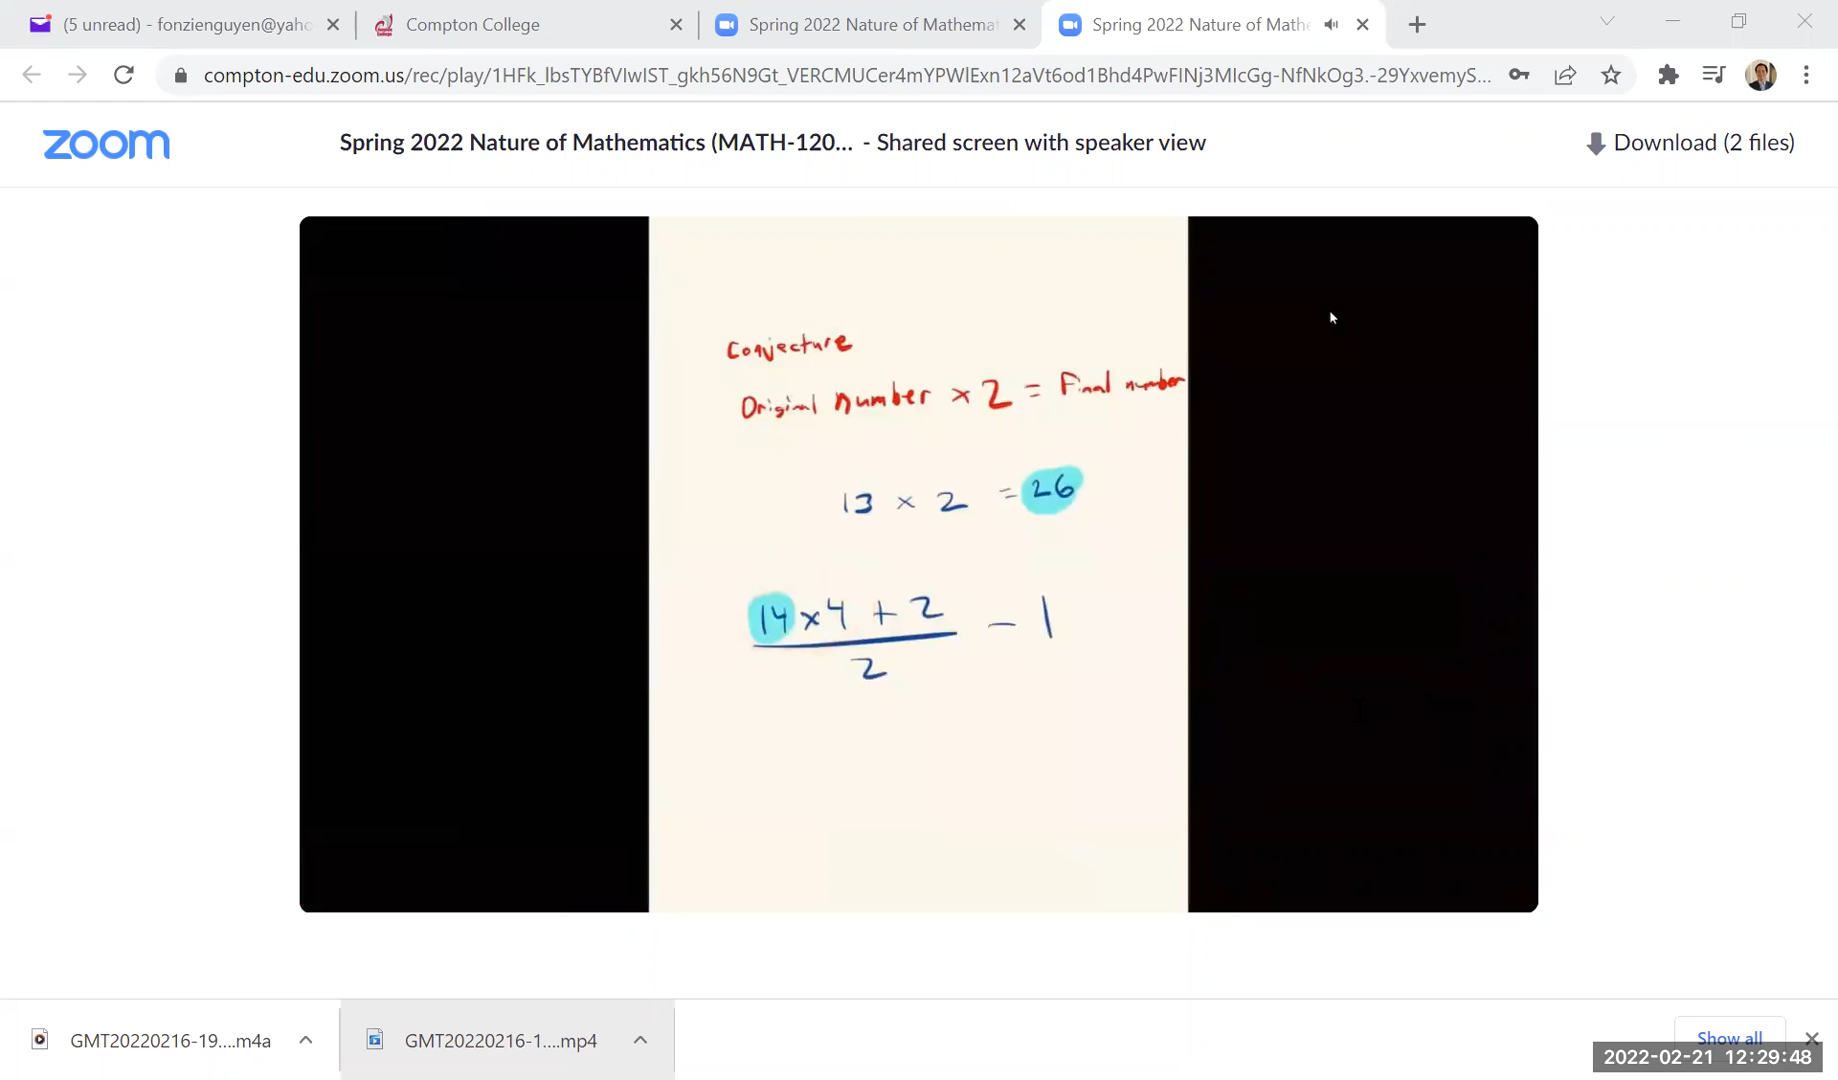 (5 unread) - fonzienguyen@yaho
Compton College
Spring 2022 Nature of Mathemat
Spring 2022 Nature of Mathe
compton-edu.zoom.us/rec/play/1HFk_lbsTYBfVIwIST_gkh56N9Gt_VERCMUCer4mYPWlExn12aVt6od1Bhd4PwFINj3MIcGg-NfNkOg3.-29YxvemyS...
zoom
Spring 2022 Nature of Mathematics (MATH-120... - Shared screen with speaker view
Download (2 files)
Conjecture
Original number × 2 = Final number
13 × 2 = 26
14 × 4 + 2 - 1
2
GMT20220216-19....m4a
GMT20220216-1....mp4
Show all
2022-02-21 12:29:48